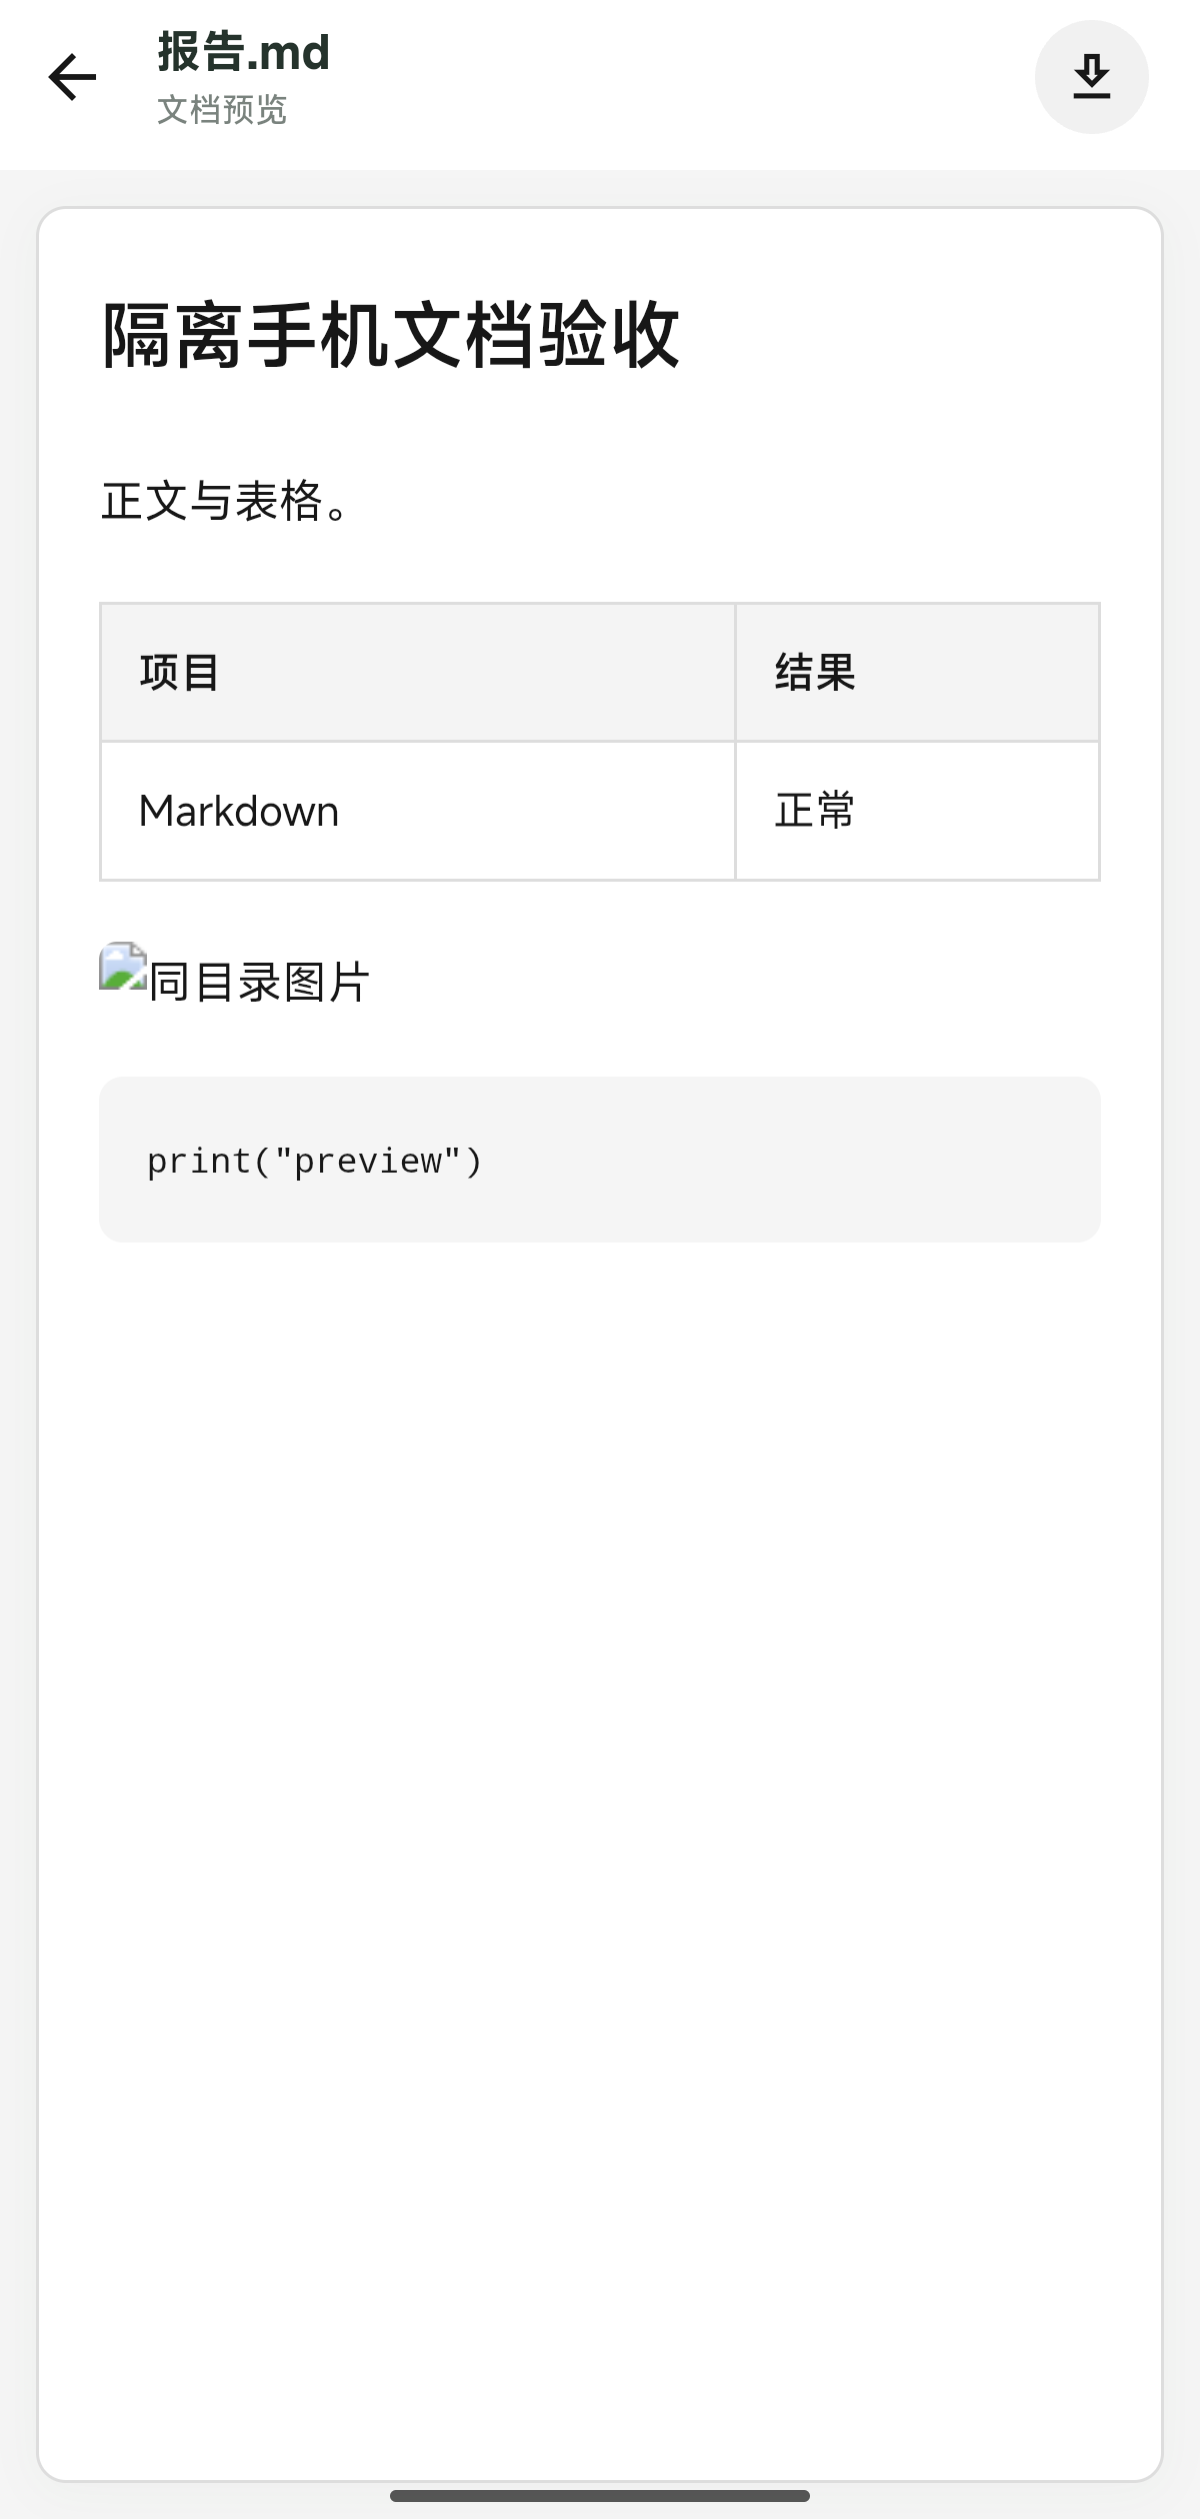 报告.md
文档预览
隔离手机文档验收
正文与表格。
项目 结果
Markdown 正常
同目录图片
print("preview")